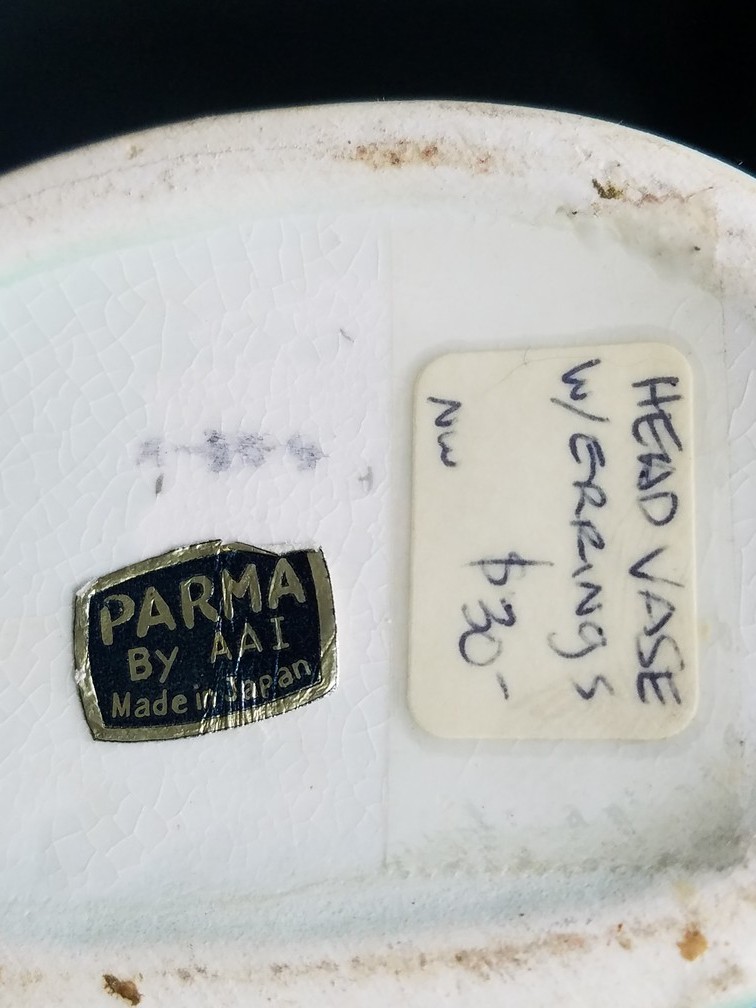 PARMA
BY AAI
Made in Japan
HEAD VASE
W/ ERRINGS
$30-
NW